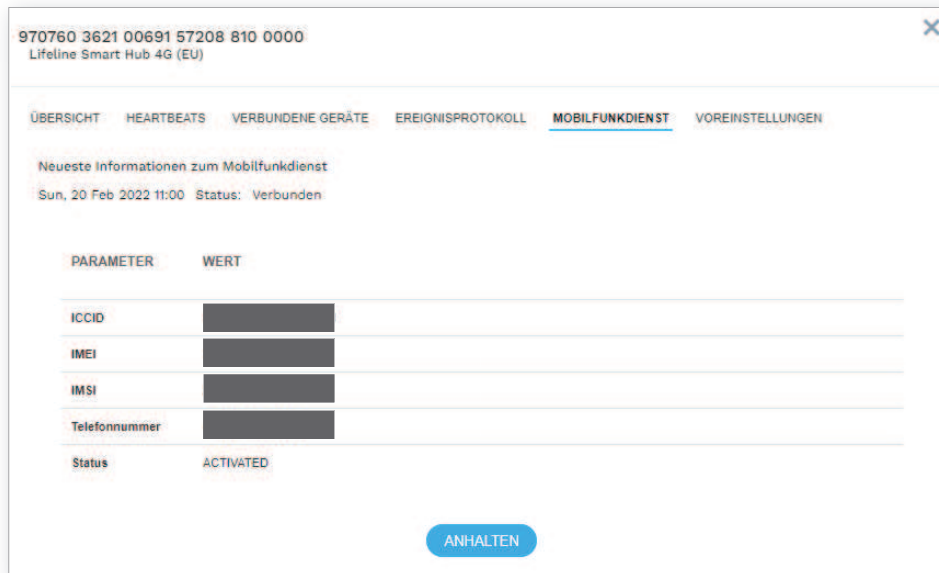 970760 3621 00691 57208 810 0000
Lifeline Smart Hub 4G (EU)
ÜBERSICHT HEARTBEATS VERBUNDENE GERÄTE EREIGNISPROTOKOLL MOBILFUNKDIENST VOREINSTELLUNGEN
Neueste Informationen zum Mobilfunkdienst
Sun, 20 Feb 2022 11:00 Status: Verbunden
PARAMETER WERT
ICCID
IMEI
IMSI
Telefonnummer
Status ACTIVATED
ANHALTEN